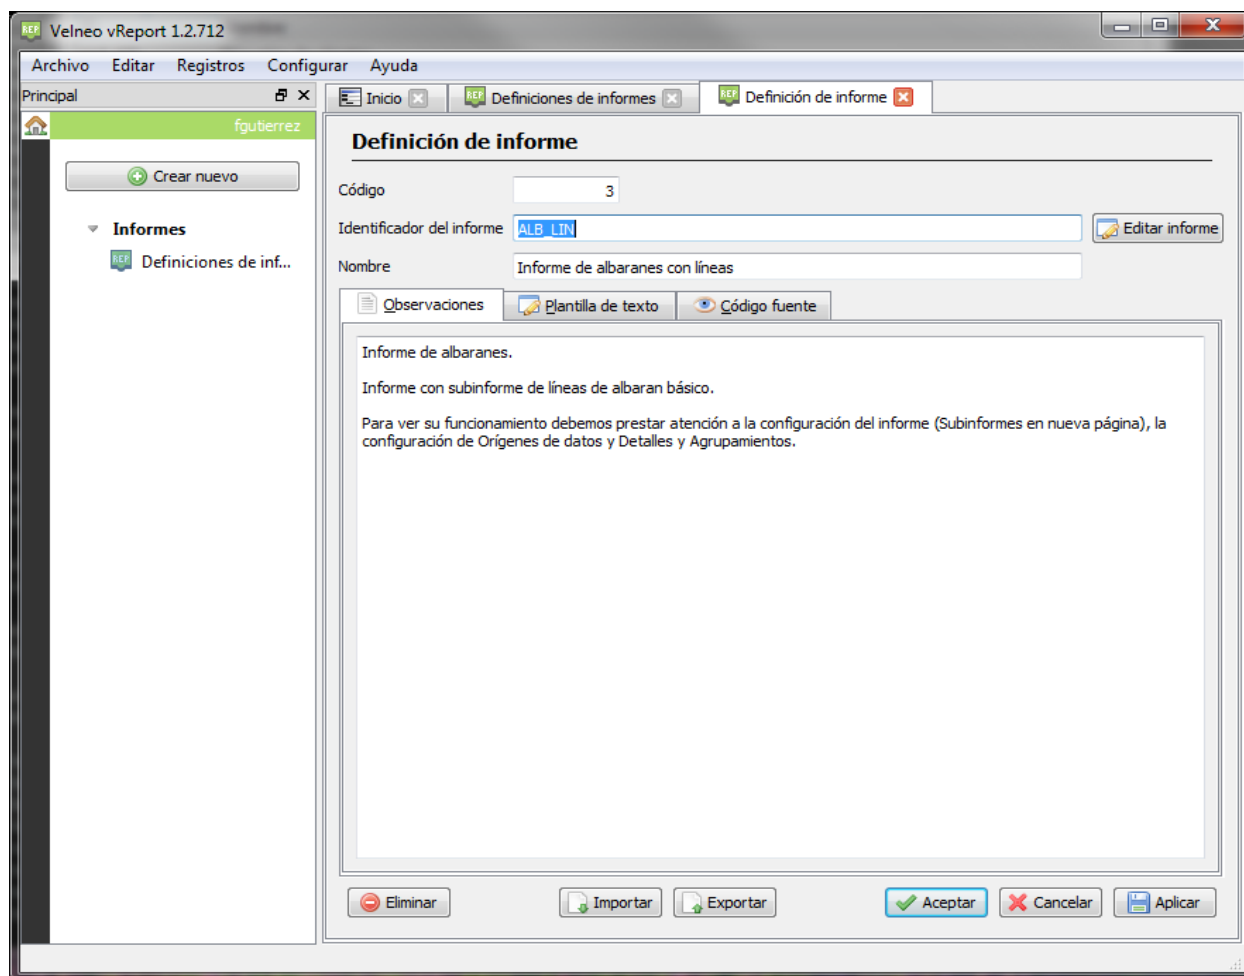 REP Velneo vReport 1.2.712
Archivo Editar Registros Configurar Ayuda
Principal
Inicio
REP Definiciones de informes
REP Definición de informe
fgutierrez
Crear nuevo
Informes
REP Definiciones de inf...
Definición de informe
Código 3
Identificador del informe ALB_LIN Editar informe
Nombre Informe de albaranes con líneas
Observaciones Plantilla de texto Código fuente
Informe de albaranes.
Informe con subinforme de líneas de albaran básico.
Para ver su funcionamiento debemos prestar atención a la configuración del informe (Subinformes en nueva página), la
configuración de Orígenes de datos y Detalles y Agrupamientos.
Eliminar Importar Exportar Aceptar Cancelar Aplicar